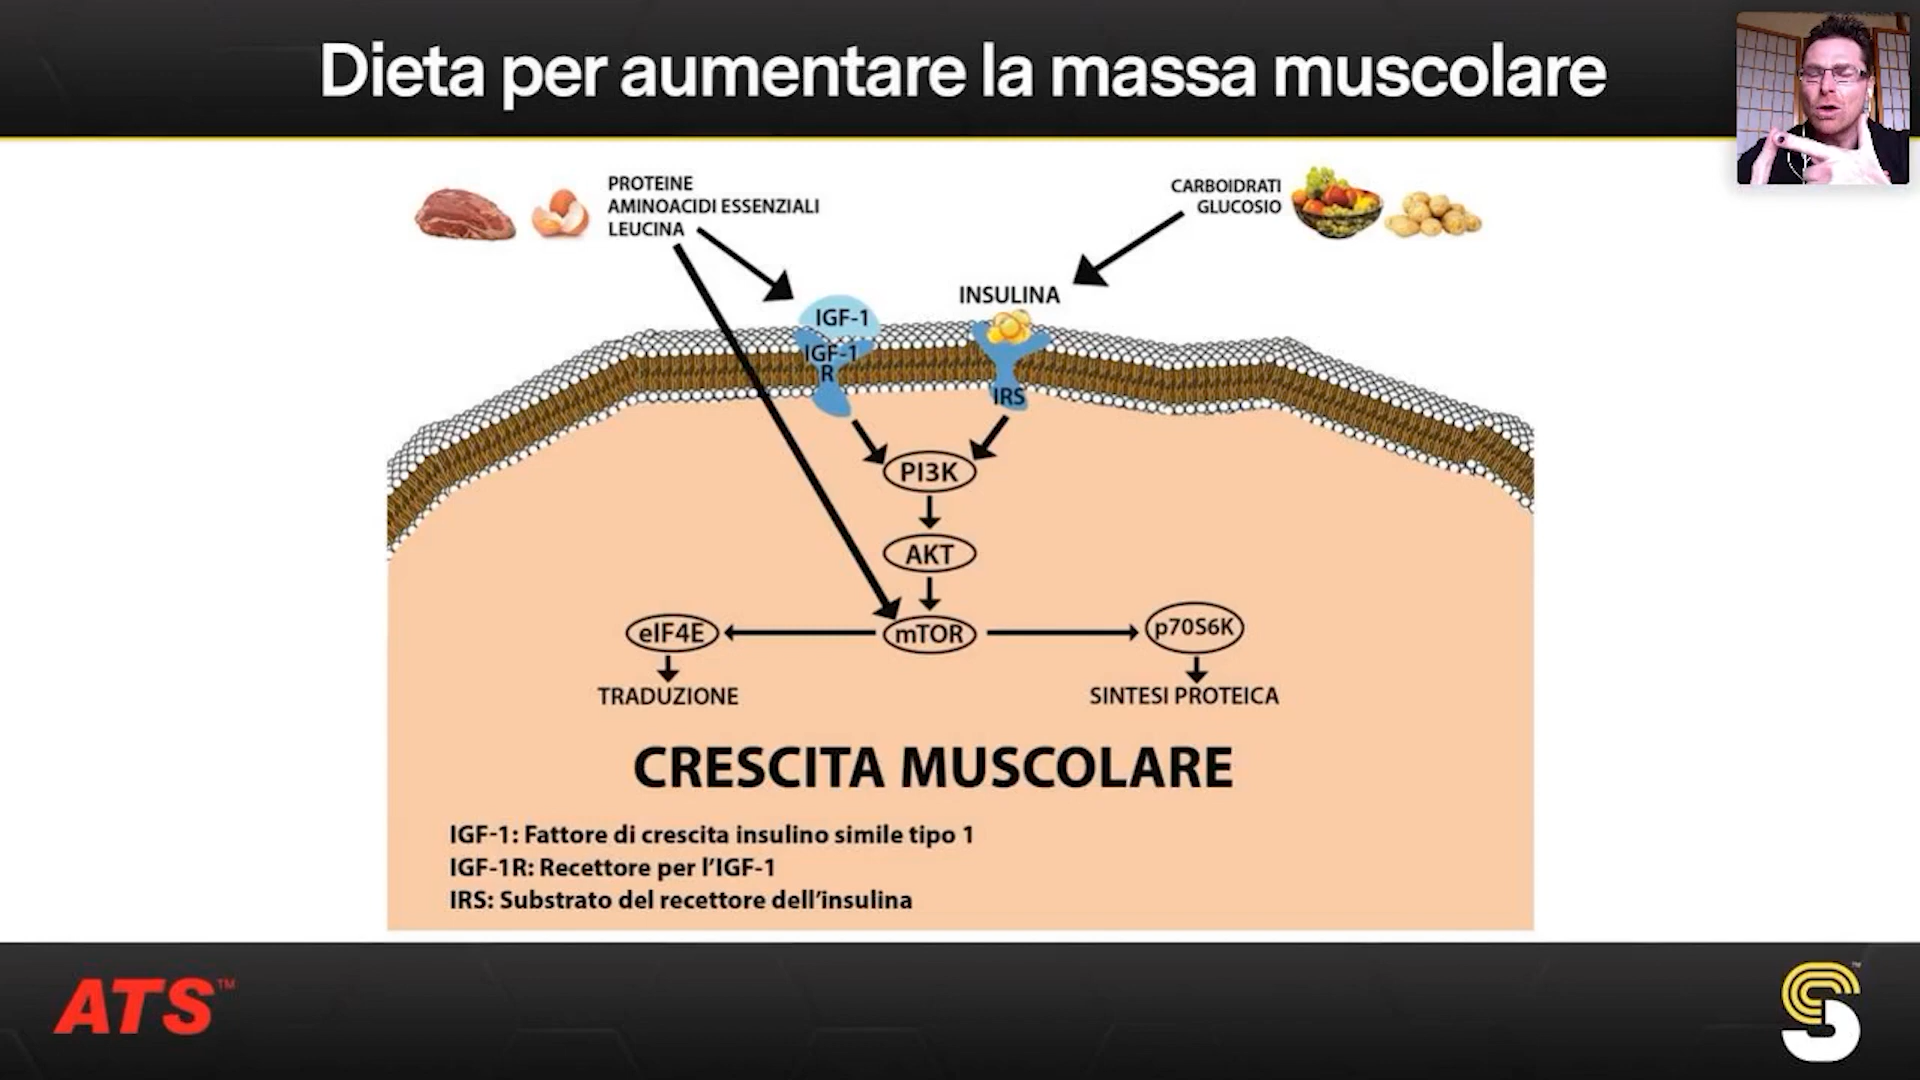 Dieta per aumentare la massa muscolare
PROTEINE
AMINOACIDI ESSENZIALI
LEUCINA
CARBOIDRATI
GLUCOSIO
INSULINA
IGF-1
IGF-1
R
IRS
PI3K
AKT
eIF4E
mTOR
p70S6K
TRADUZIONE
SINTESI PROTEICA
CRESCITA MUSCOLARE
IGF-1: Fattore di crescita insulino simile tipo 1
IGF-1R: Recettore per l’IGF-1
IRS: Substrato del recettore dell’insulina
ATS™
S™